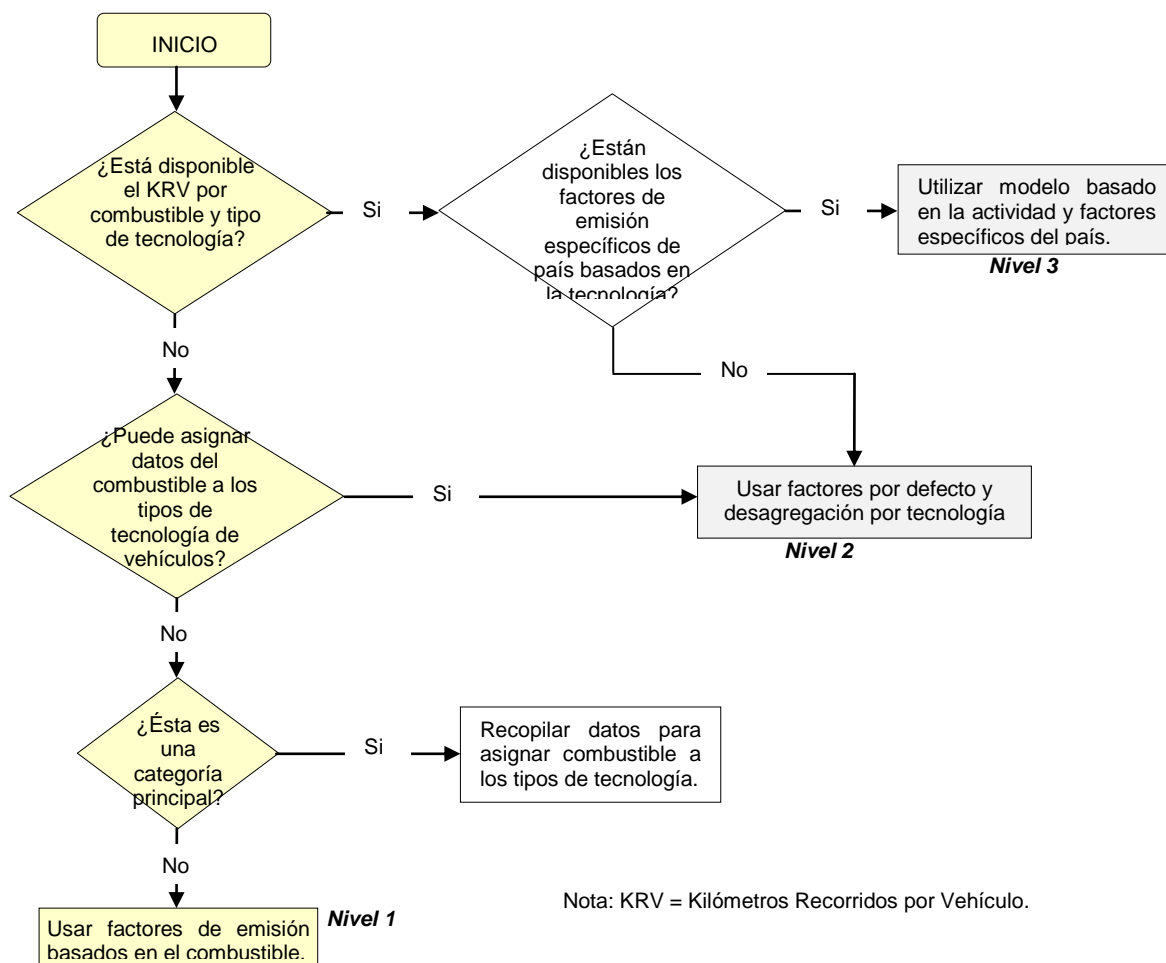 INICIO
¿Está disponible
el KRV por
combustible y tipo
de tecnología?
Si
¿Están
disponibles los
factores de
emisión
específicos de
país basados en
la tecnología?
Si
Utilizar modelo basado
en la actividad y factores
específicos del país.
Nivel 3
No
No
¿Puede asignar
datos del
combustible a los
tipos de
tecnología de
vehículos?
Si
Usar factores por defecto y
desagregación por tecnología
Nivel 2
No
¿Ésta es
una
categoría
principal?
Si
Recopilar datos para
asignar combustible a
los tipos de tecnología.
No
Usar factores de emisión
basados en el combustible.
Nivel 1
Nota: KRV = Kilómetros Recorridos por Vehículo.